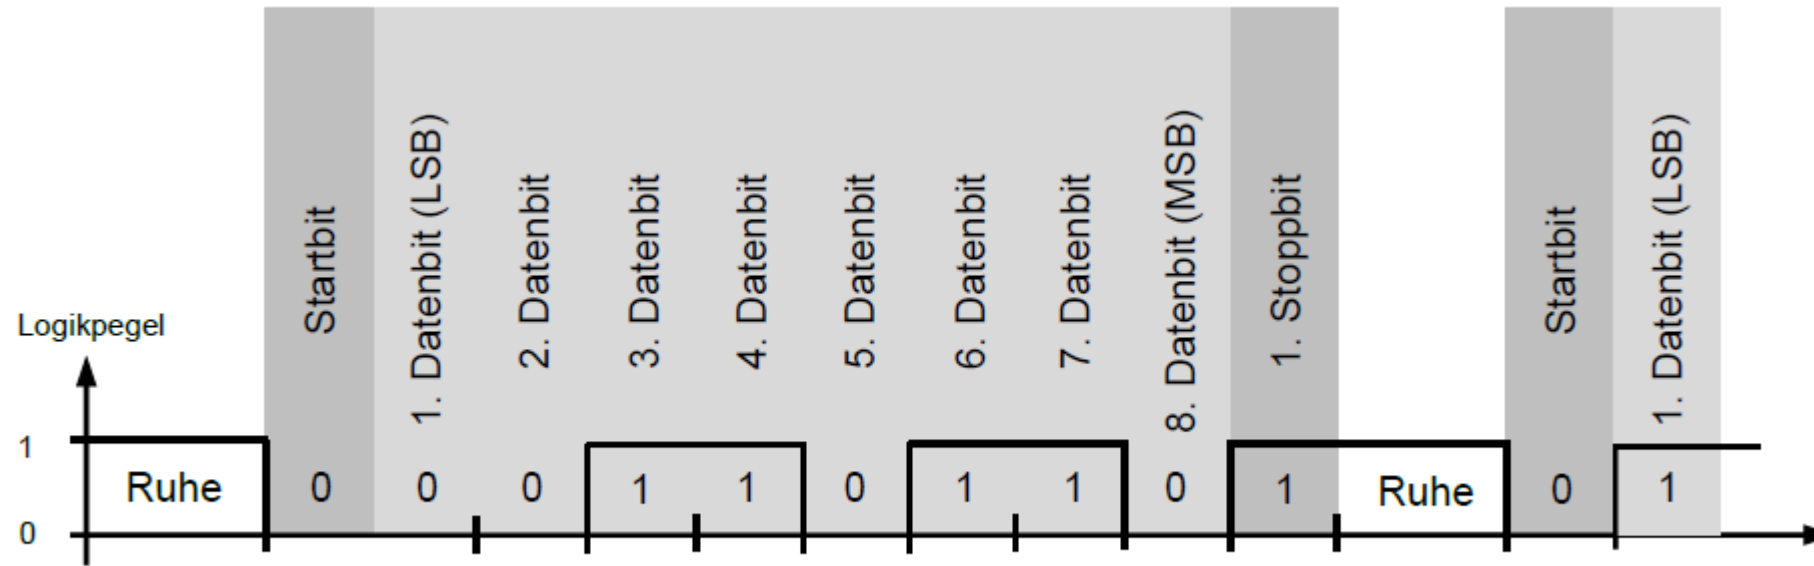 Startbit
1. Datenbit (LSB)
2. Datenbit
3. Datenbit
4. Datenbit
5. Datenbit
6. Datenbit
7. Datenbit
8. Datenbit (MSB)
1. Stoppbit
Startbit
1. Datenbit (LSB)
Logikpegel
1
Ruhe 0 0 0 1 1 0 1 1 0 1 Ruhe 0 1
0